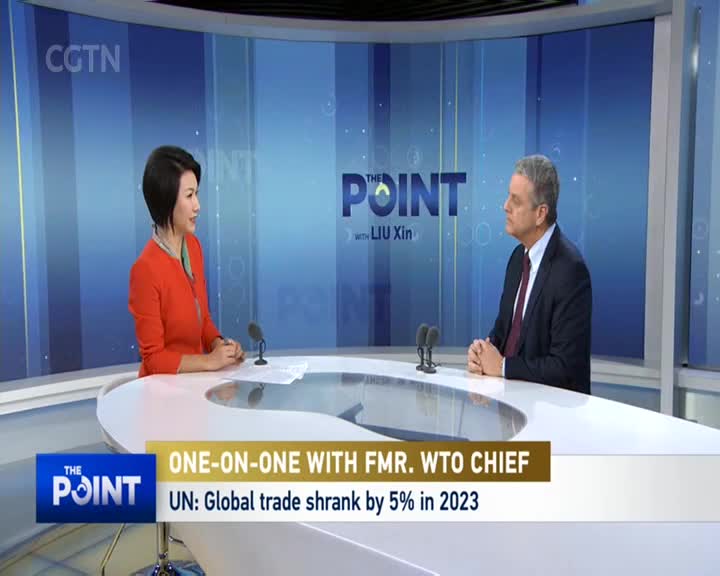 CGTN
THE
POINT
WITH LIU Xin
POINT
ONE-ON-ONE WITH FMR. WTO CHIEF
THE
POINT
UN: Global trade shrank by 5% in 2023